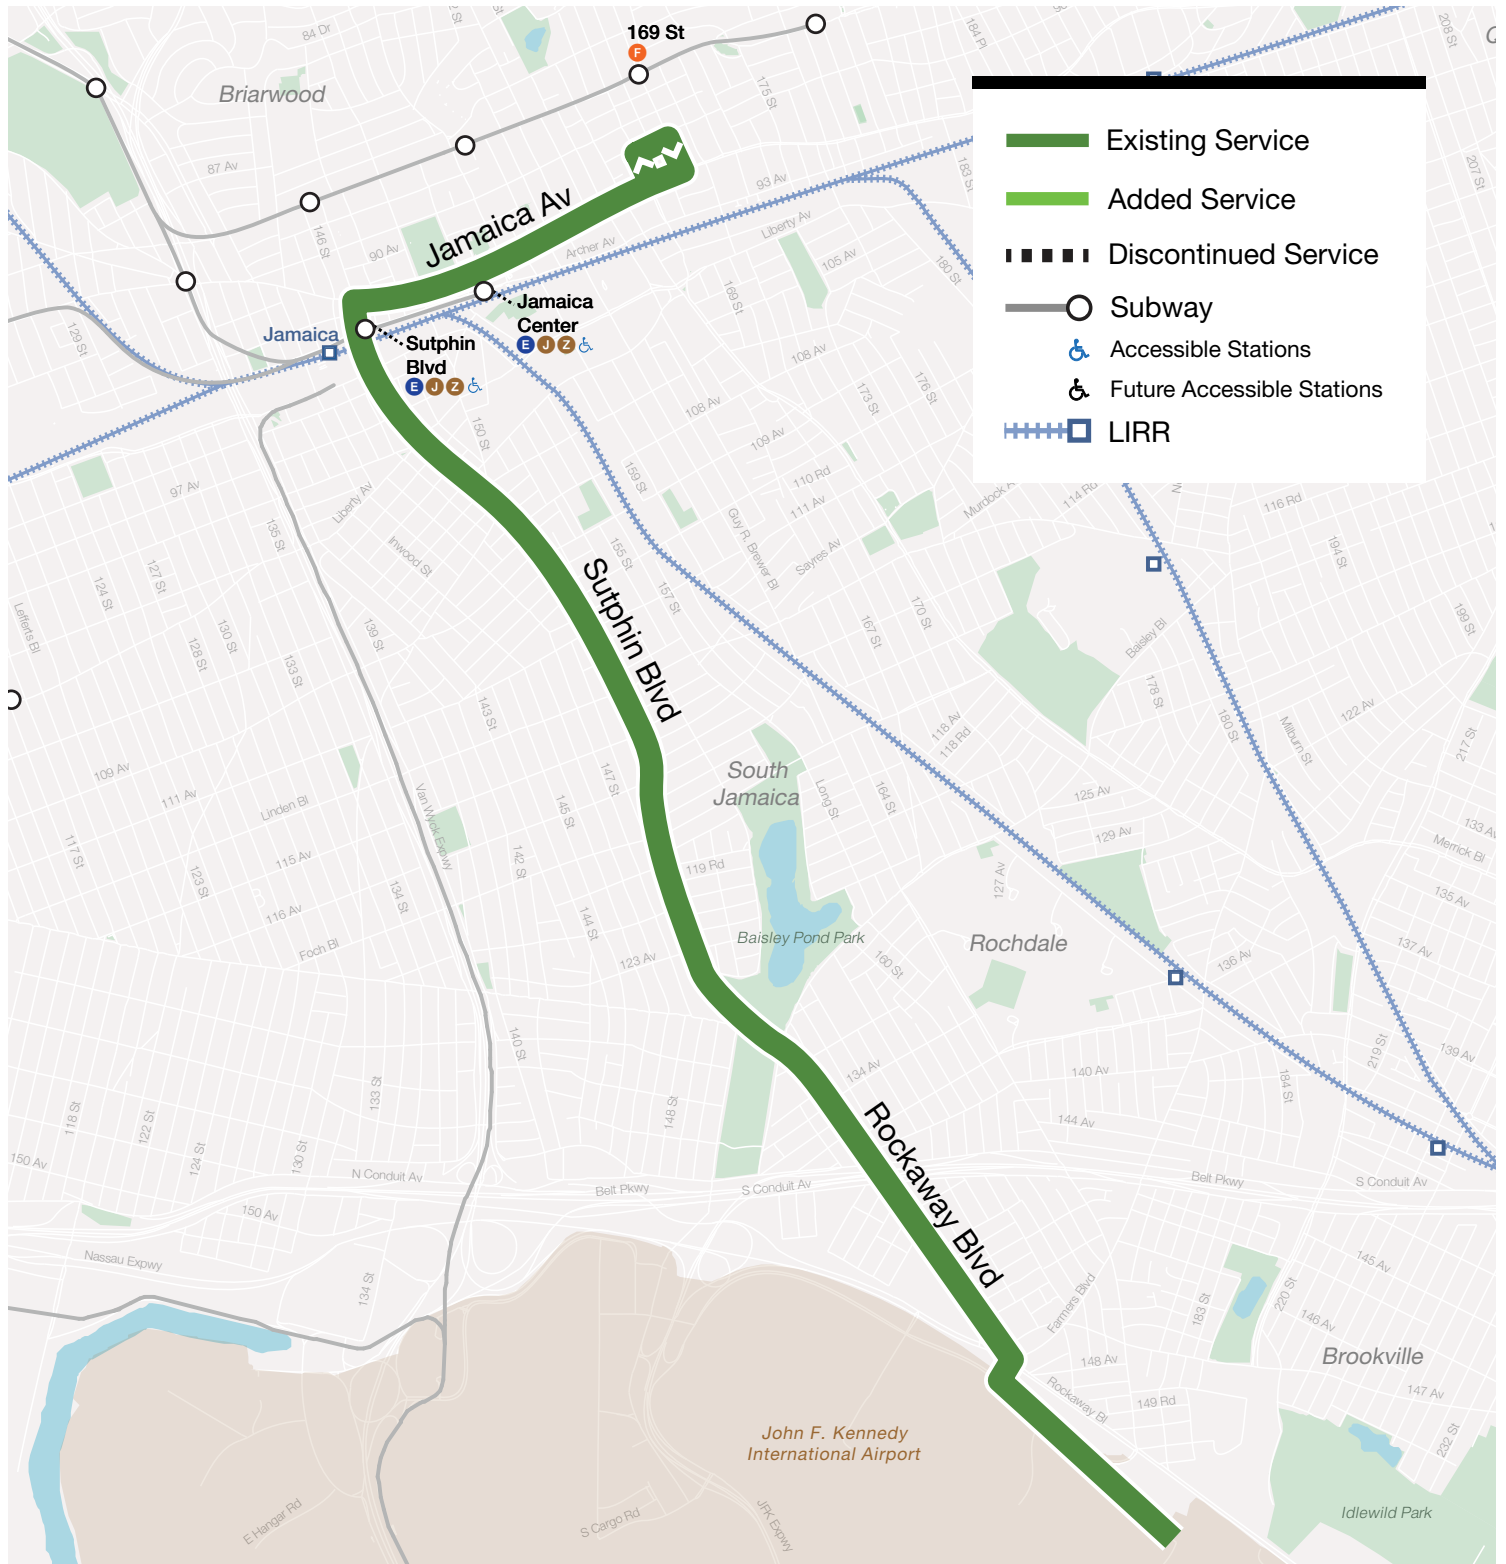 84 Dr
169 St
F
184 Pl
208 St
Briarwood
175 St
87 Av
93 Av
183 St
207 St
Existing Service
Added Service
Discontinued Service
Subway
Accessible Stations
Future Accessible Stations
LIRR
Jamaica Av
146 St
90 Av
Archer Av
Liberty Av
105 Av
180 St
169 St
Jamaica
Center
E J Z
Jamaica
Sutphin
Blvd
E J Z
129 St
108 Av
176 St
173 St
108 Av
150 St
109 Av
110 Rd
111 Av
159 St
97 Av
Liberty Av
135 St
Inwood St
155 St
157 St
Guy R. Brewer Bl
Sayres Av
Murdock
114 Rd
116 Rd
194 St
199 St
127 St
124 St
Lefferts Bl
130 St
128 St
133 St
139 St
Sutphin Blvd
167 St
170 St
Baisley Bl
178 St
180 St
Milburn St
122 Av
217 St
143 St
118 Av
118 Rd
109 Av
111 Av
Linden Bl
Van Wyck Expwy
147 St
145 St
South
Jamaica
Long St
164 St
125 Av
129 Av
133 Av
Merrick Bl
117 St
115 Av
123 St
116 Av
134 St
142 St
119 Rd
127 Av
135 Av
Foch Bl
144 St
123 Av
Baisley Pond Park
160 St
Rochdale
136 Av
137 Av
140 St
134 Av
140 Av
184 St
219 St
139 Av
118 St
122 St
133 St
148 St
144 Av
150 Av
124 St
130 St
N Conduit Av
Belt Pkwy
S Conduit Av
Rockaway Blvd
Belt Pkwy
S Conduit Av
150 Av
Nassau Expwy
134 St
145 Av
220 St
146 Av
183 St
Farmers Blvd
148 Av
Brookville
147 Av
Rockaway Bl
149 Rd
232 St
John F. Kennedy
International Airport
E Hangar Rd
S Cargo Rd
JFK Expwy
Idlewild Park